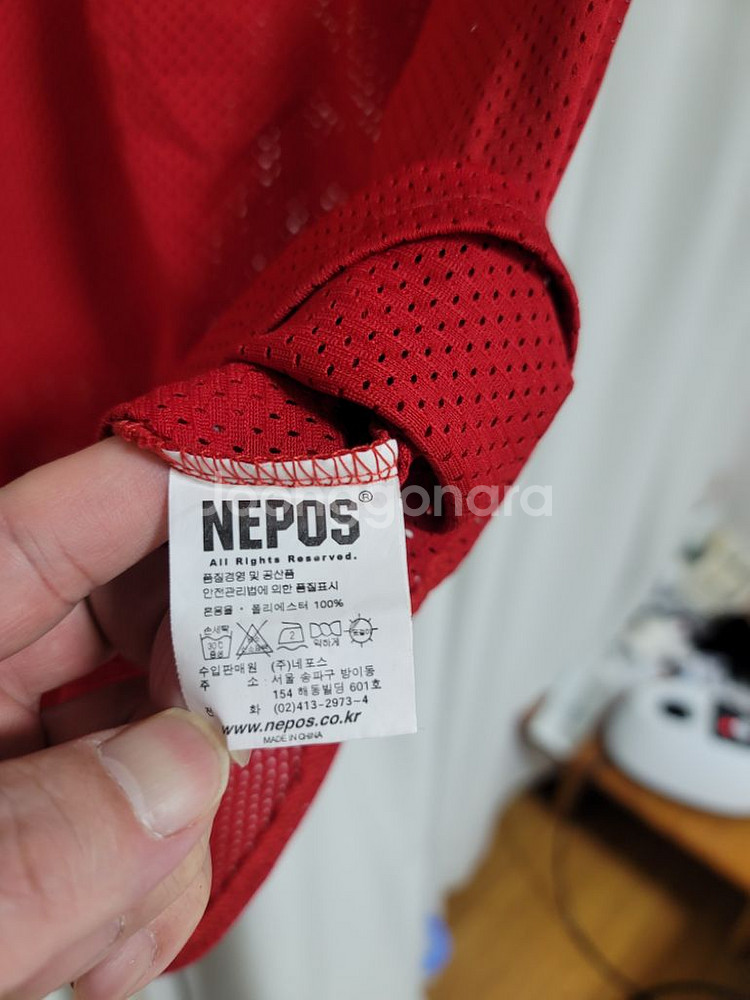 Joonggonara
NEPOS®
All Rights Reserved.
품질경영 및 공산품
안전관리법에 의한 품질표시
혼용율 · 폴리에스터 100%
손세탁
30℃
중성
2
약하게
수입판매원 (주)네포스
주 소 · 서울 송파구 방이동
154 해동빌딩 601호
전 화 (02)413-2973~4
www.nepos.co.kr
MADE IN CHINA